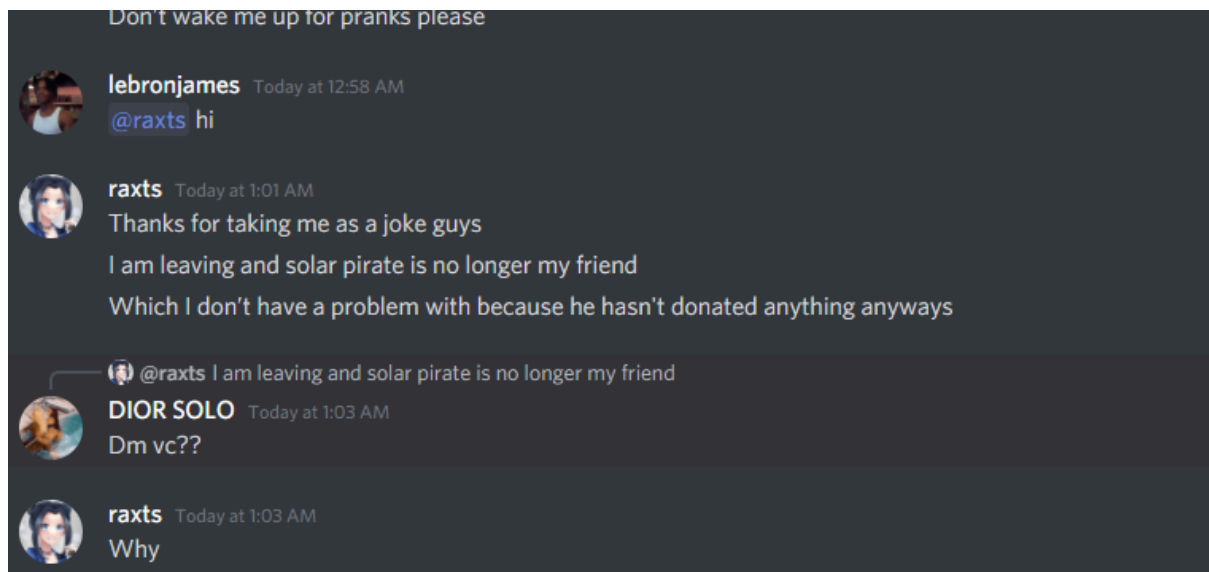 Don't wake me up for pranks please
lebronjames Today at 12:58 AM
@raxts hi
raxts Today at 1:01 AM
Thanks for taking me as a joke guys
I am leaving and solar pirate is no longer my friend
Which I don't have a problem with because he hasn't donated anything anyways
@raxts I am leaving and solar pirate is no longer my friend
DIOR SOLO Today at 1:03 AM
Dm vc??
raxts Today at 1:03 AM
Why